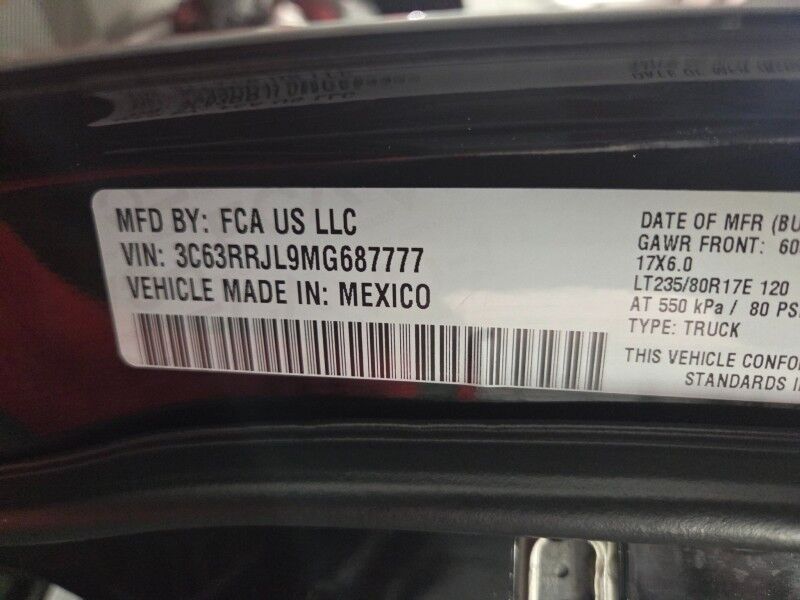 MFD BY: FCA US LLC
VIN: 3C63RRJL9MG687777
VEHICLE MADE IN: MEXICO
DATE OF MFR
GAWR FRONT:
17X6.0
LT235/80R17E 120
AT 550 kPa / 80
TYPE: TRUCK
THIS VEHICLE
STANDARDS